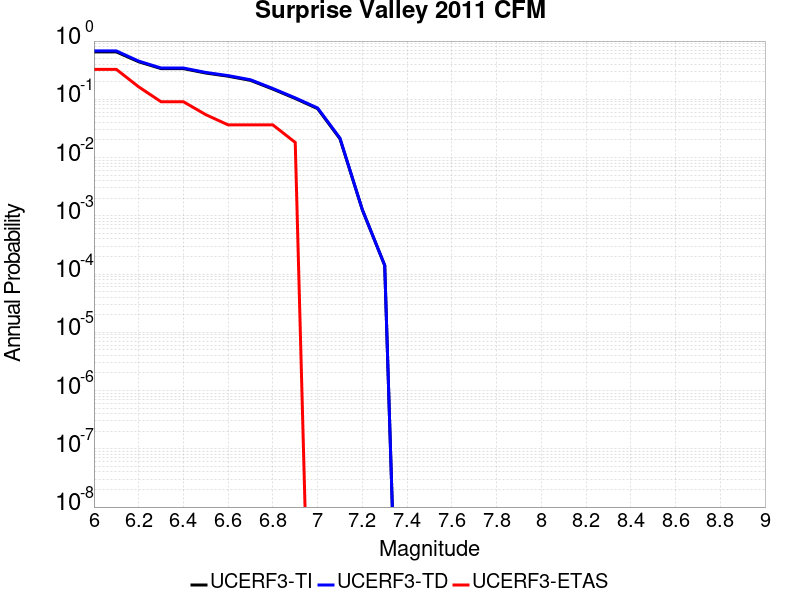 Surprise Valley 2011 CFM
10^0
10^-1
10^-2
10^-3
10^-4
10^-5
10^-6
10^-7
10^-8
Annual Probability
6 6.2 6.4 6.6 6.8 7 7.2 7.4 7.6 7.8 8 8.2 8.4 8.6 8.8 9
Magnitude
UCERF3-TI UCERF3-TD UCERF3-ETAS